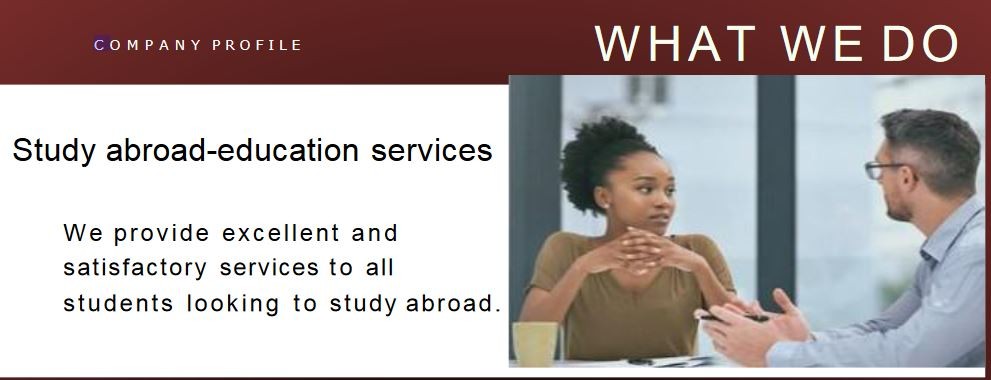 COMPANY PROFILE
WHAT WE DO
Study abroad-education services
We provide excellent and
satisfactory services to all
students looking to study abroad.